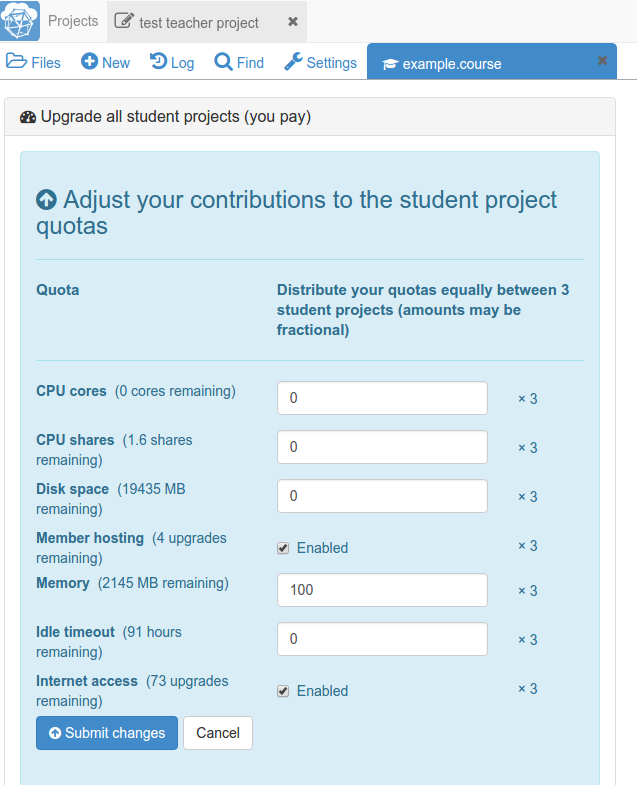 Projects test teacher project ×
Files New Log Find Settings example.course ×
Upgrade all student projects (you pay)
Adjust your contributions to the student project
quotas
Quota
Distribute your quotas equally between 3
student projects (amounts may be
fractional)
CPU cores (0 cores remaining) 0 × 3
CPU shares (1.6 shares
remaining)
0 × 3
Disk space (19435 MB
remaining)
0 × 3
Member hosting (4 upgrades
remaining)
Enabled × 3
Memory (2145 MB remaining) 100 × 3
Idle timeout (91 hours
remaining)
0 × 3
Internet access (73 upgrades
remaining)
Enabled × 3
Submit changes Cancel